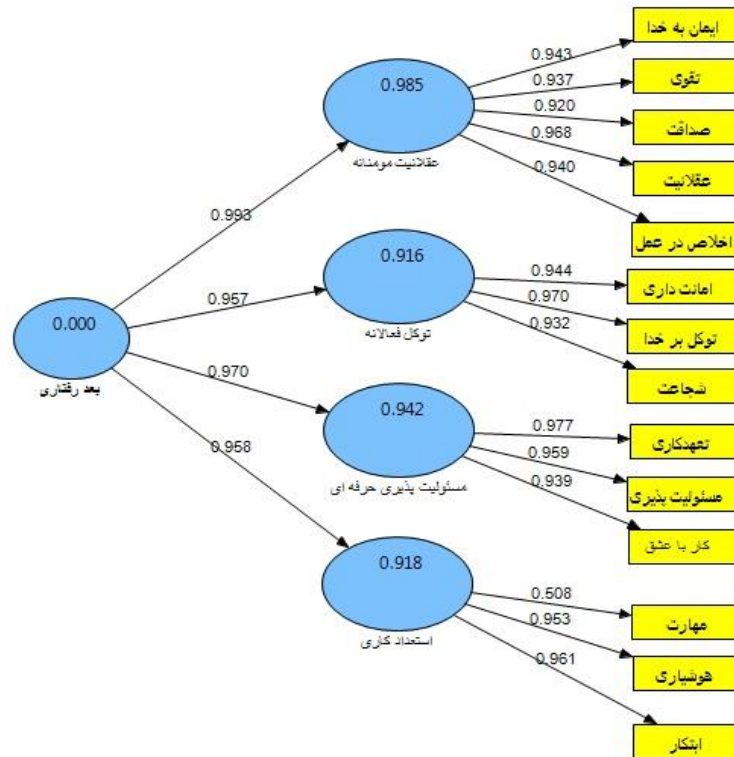 ایمان به خدا
0.943
0.937
تقوی
0.985
0.920
صداقت
0.968
عقلانیت مومنانه
عقلانیت
0.940
0.993
اخلاص در عمل
0.916
0.944
امانت داری
0.957
0.970
0.000
0.932
توکل بر خدا
توکل فعالانه
0.970
شجاعت
بعد رفتاری
0.942
0.977
تعهدکاری
0.959
0.958
0.939
مسئولیت پذیری
مسئولیت پذیری حرفه ای
کار با عشق
0.918
0.508
مهارت
0.953
استعداد کاری
0.961
هوشیاری
ابتکار